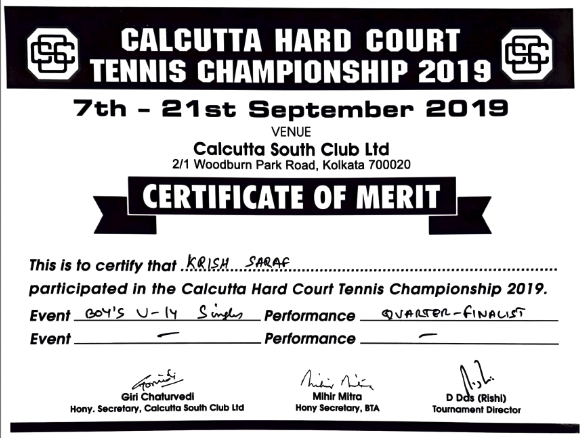 CALCUTTA HARD COURT
TENNIS CHAMPIONSHIP 2019
7th - 21st September 2019
VENUE
Calcutta South Club Ltd
2/1 Woodburn Park Road, Kolkata 700020
CERTIFICATE OF MERIT
This is to certify that KRISH SARAF
participated in the Calcutta Hard Court Tennis Championship 2019.
Event BOY'S U-14 Singles Performance QUARTER-FINALIST
Event — Performance —
Giri Chaturvedi
Hony. Secretary, Calcutta South Club Ltd
Mihir Mitra
Hony Secretary, BTA
D Das (Rishi)
Tournament Director